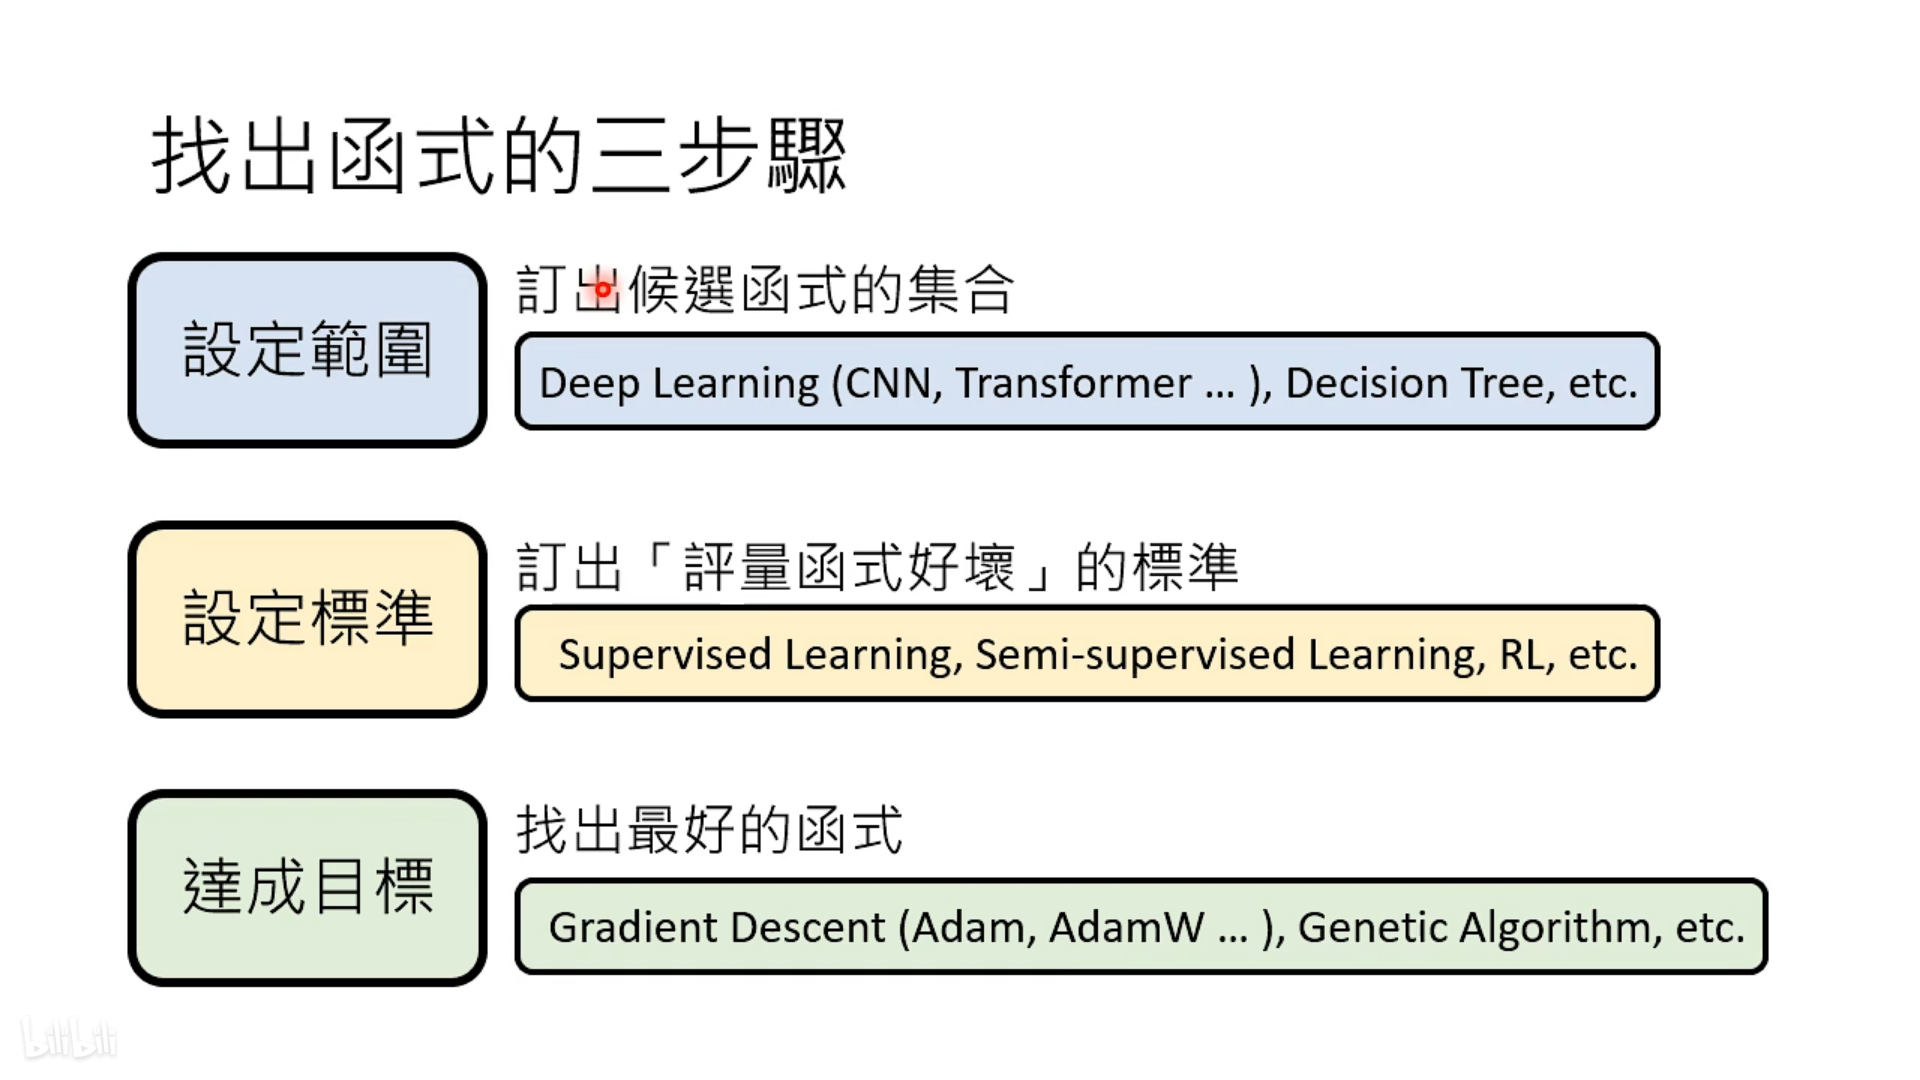 找出函式的三步驟
設定範圍
訂出候選函式的集合
Deep Learning (CNN, Transformer … ), Decision Tree, etc.
設定標準
訂出「評量函式好壞」的標準
Supervised Learning, Semi-supervised Learning, RL, etc.
達成目標
找出最好的函式
Gradient Descent (Adam, AdamW … ), Genetic Algorithm, etc.
bilibili